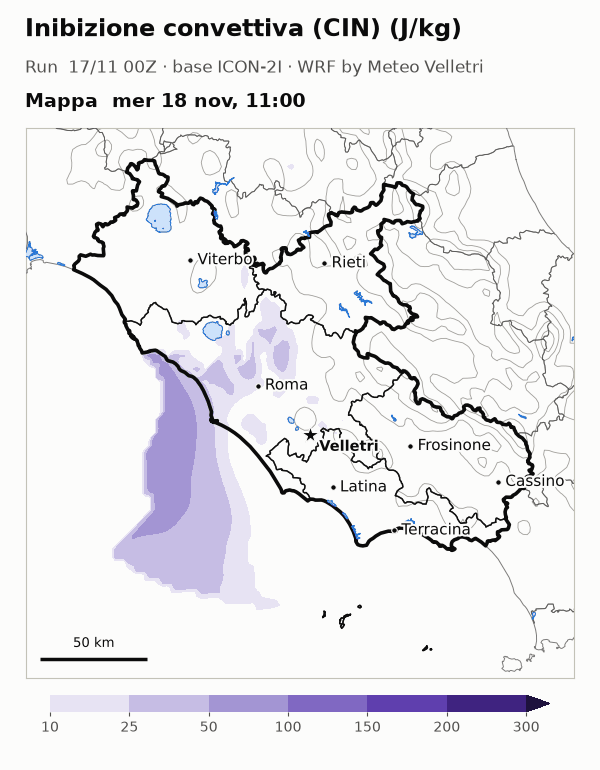 Inibizione convettiva (CIN) (J/kg)
Run 17/11 00Z · base ICON-2I · WRF by Meteo Velletri
Mappa mer 18 nov, 11:00
Viterbo
Rieti
Roma
Velletri
Frosinone
Cassino
Latina
Terracina
50 km
10 25 50 100 150 200 300